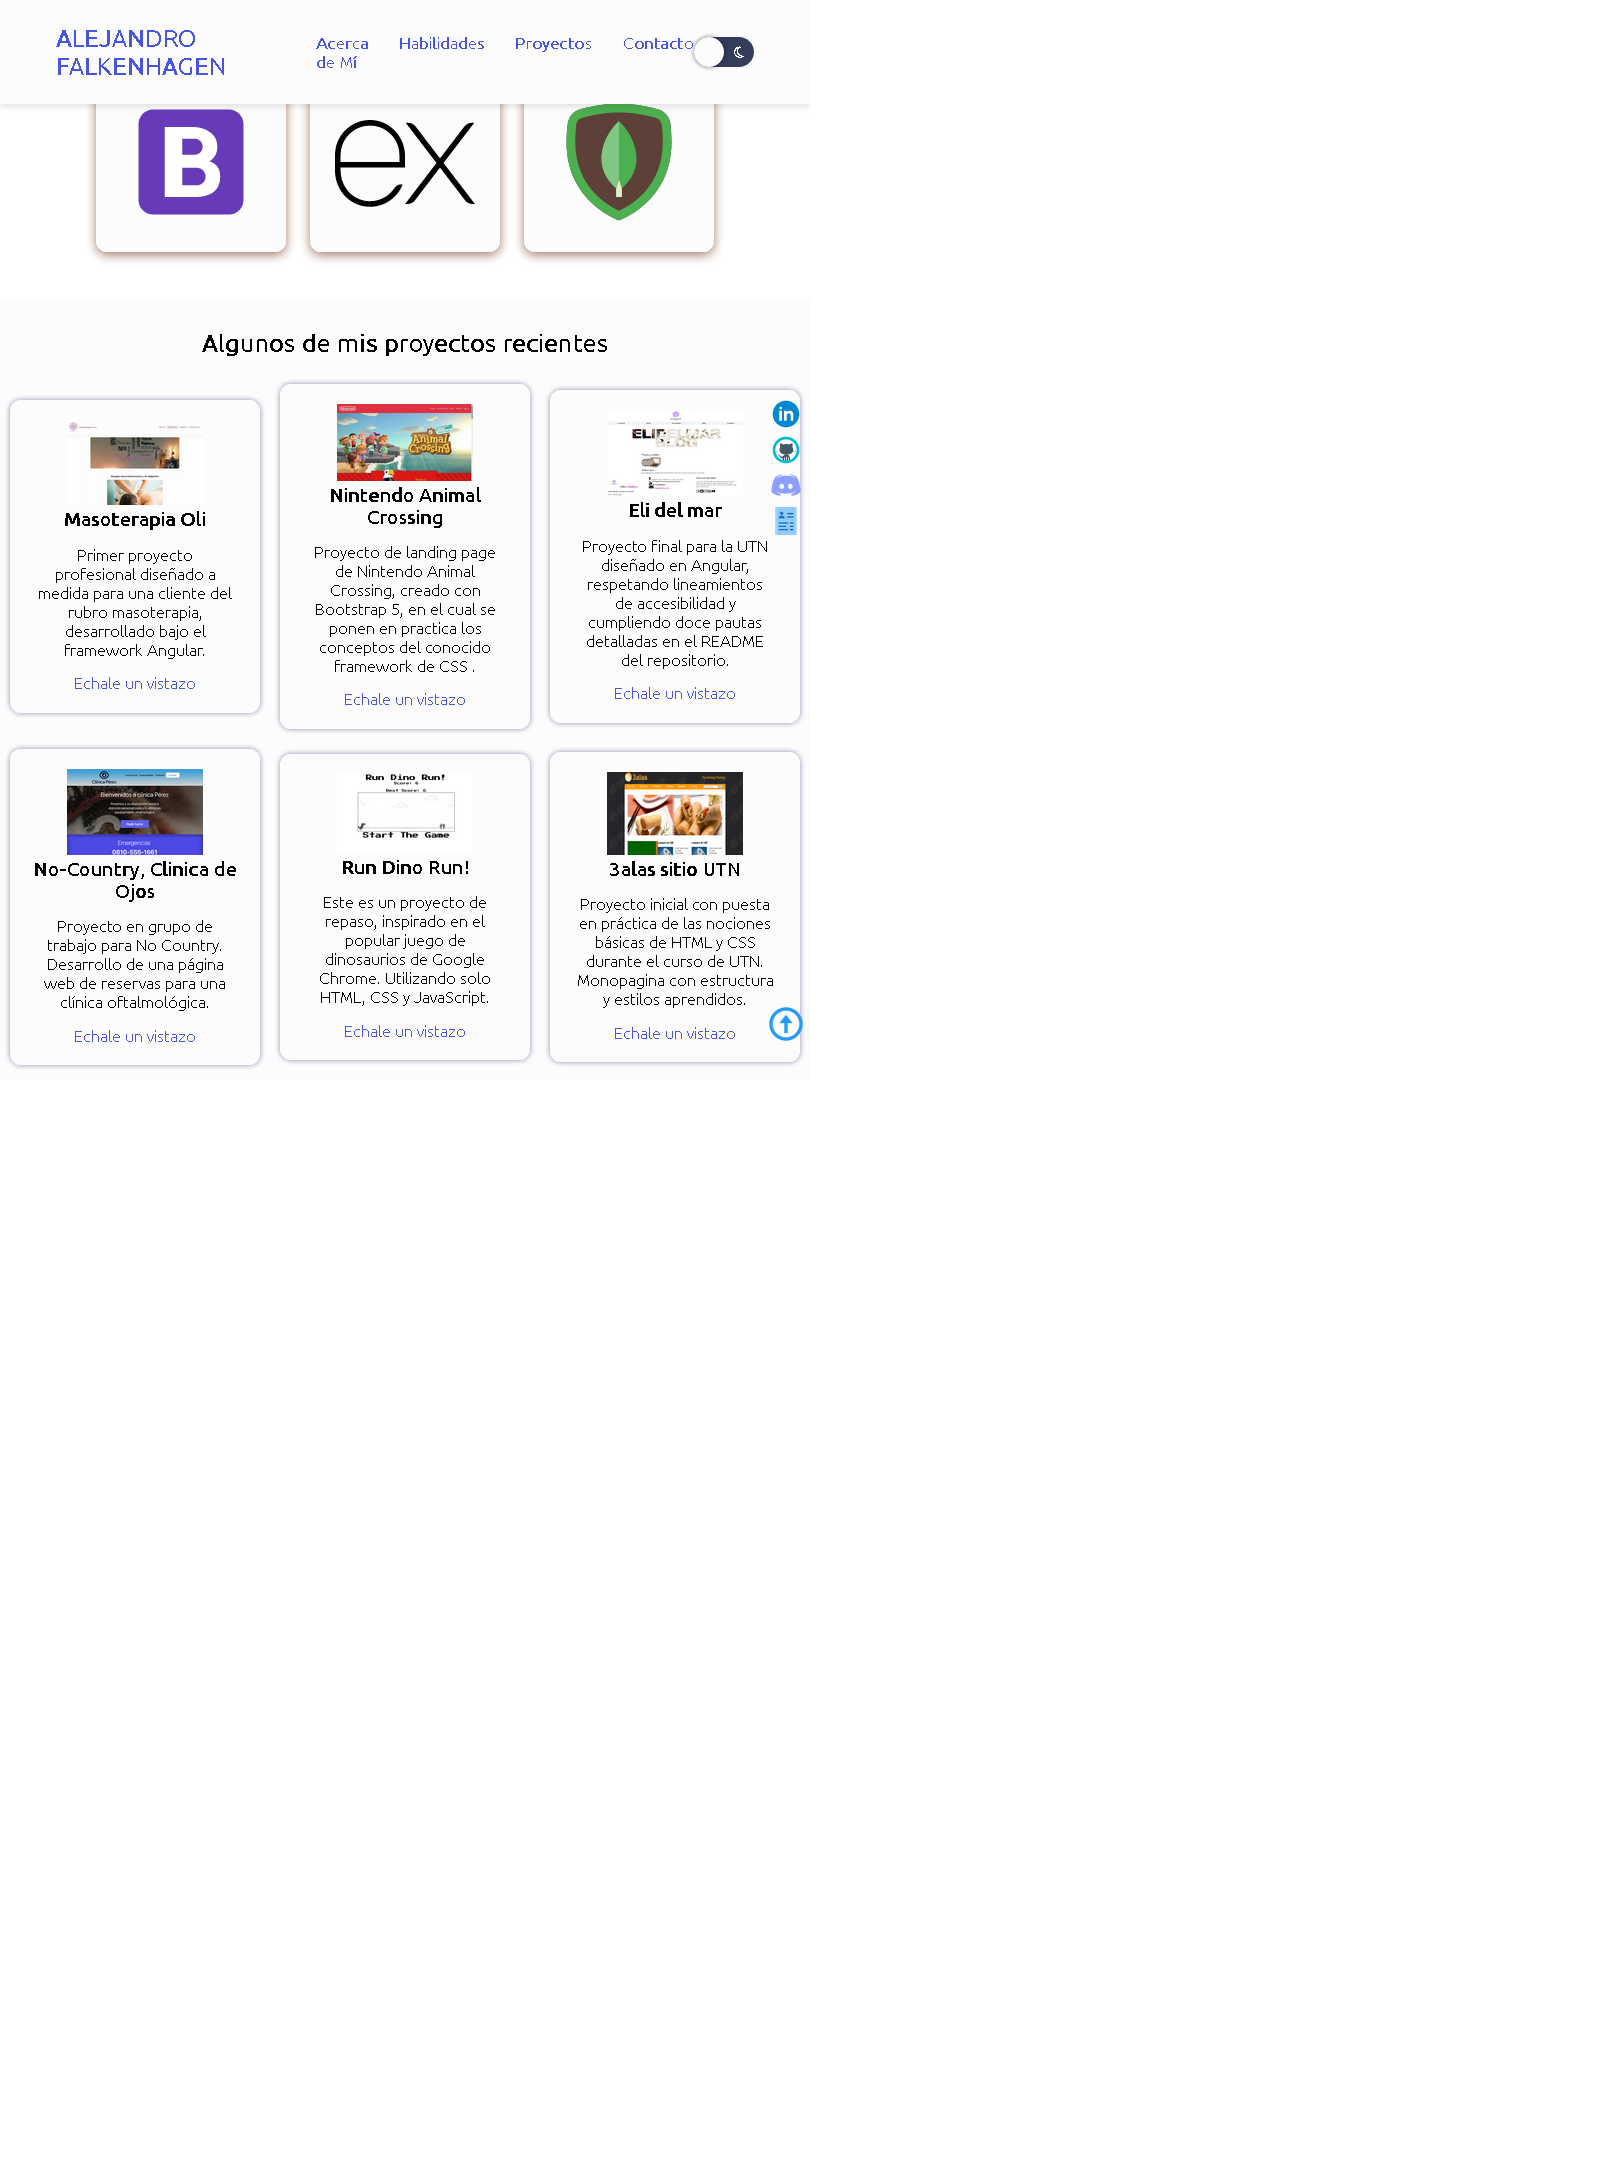 ALEJANDRO
FALKENHAGEN
Acerca
de Mí
Habilidades
Proyectos
Contacto
B
ex
Algunos de mis proyectos recientes
Masoterapia Oli
Primer proyecto
profesional diseñado a
medida para una cliente del
rubro masoterapia,
desarrollado bajo el
framework Angular.
Echale un vistazo
Nintendo
Animal
Crossing
Nintendo Animal
Crossing
Proyecto de landing page
de Nintendo Animal
Crossing, creado con
Bootstrap 5, en el cual se
ponen en practica los
conceptos del conocido
framework de CSS .
Echale un vistazo
ELIDELMAR
BLOG
Eli del mar
Proyecto final para la UTN
diseñado en Angular,
respetando lineamientos
de accesibilidad y
cumpliendo doce pautas
detalladas en el README
del repositorio.
Echale un vistazo
in
Clínica Pérez
Bienvenidos a clínica Pérez
Emergencias
0810-555-1661
No-Country, Clinica de
Ojos
Proyecto en grupo de
trabajo para No Country.
Desarrollo de una página
web de reservas para una
clínica oftalmológica.
Echale un vistazo
Run Dino Run!
Score: 6
Best Score: 6
Start The Game
Run Dino Run!
Este es un proyecto de
repaso, inspirado en el
popular juego de
dinosaurios de Google
Chrome. Utilizando solo
HTML, CSS y JavaScript.
Echale un vistazo
3alas
3alas sitio UTN
Proyecto inicial con puesta
en práctica de las nociones
básicas de HTML y CSS
durante el curso de UTN.
Monopagina con estructura
y estilos aprendidos.
Echale un vistazo